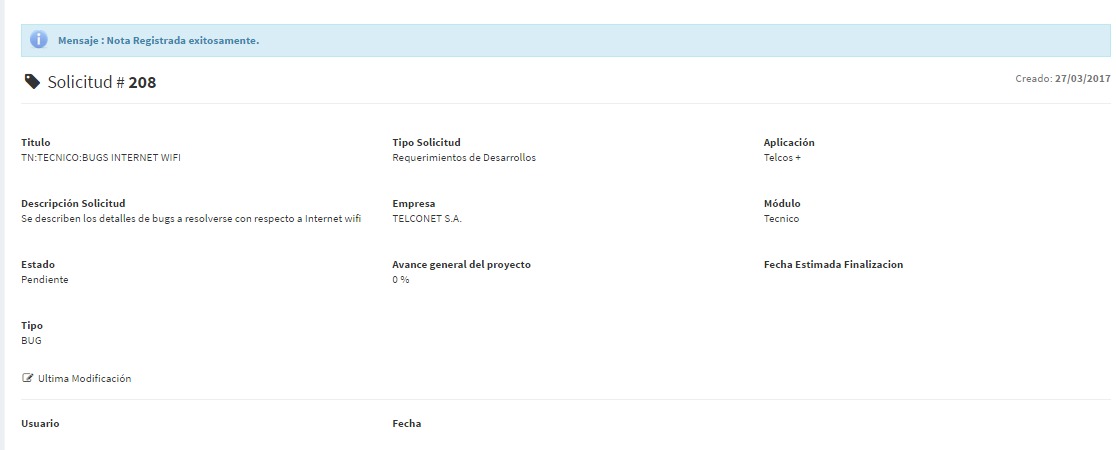 Mensaje : Nota Registrada exitosamente.
Solicitud # 208
Creado: 27/03/2017
Titulo
TN:TECNICO:BUGS INTERNET WIFI
Tipo Solicitud
Requerimientos de Desarrollos
Aplicación
Telcos +
Descripción Solicitud
Se describen los detalles de bugs a resolverse con respecto a Internet wifi
Empresa
TELCONET S.A.
Módulo
Tecnico
Estado
Pendiente
Avance general del proyecto
0 %
Fecha Estimada Finalizacion
Tipo
BUG
Ultima Modificación
Usuario
Fecha